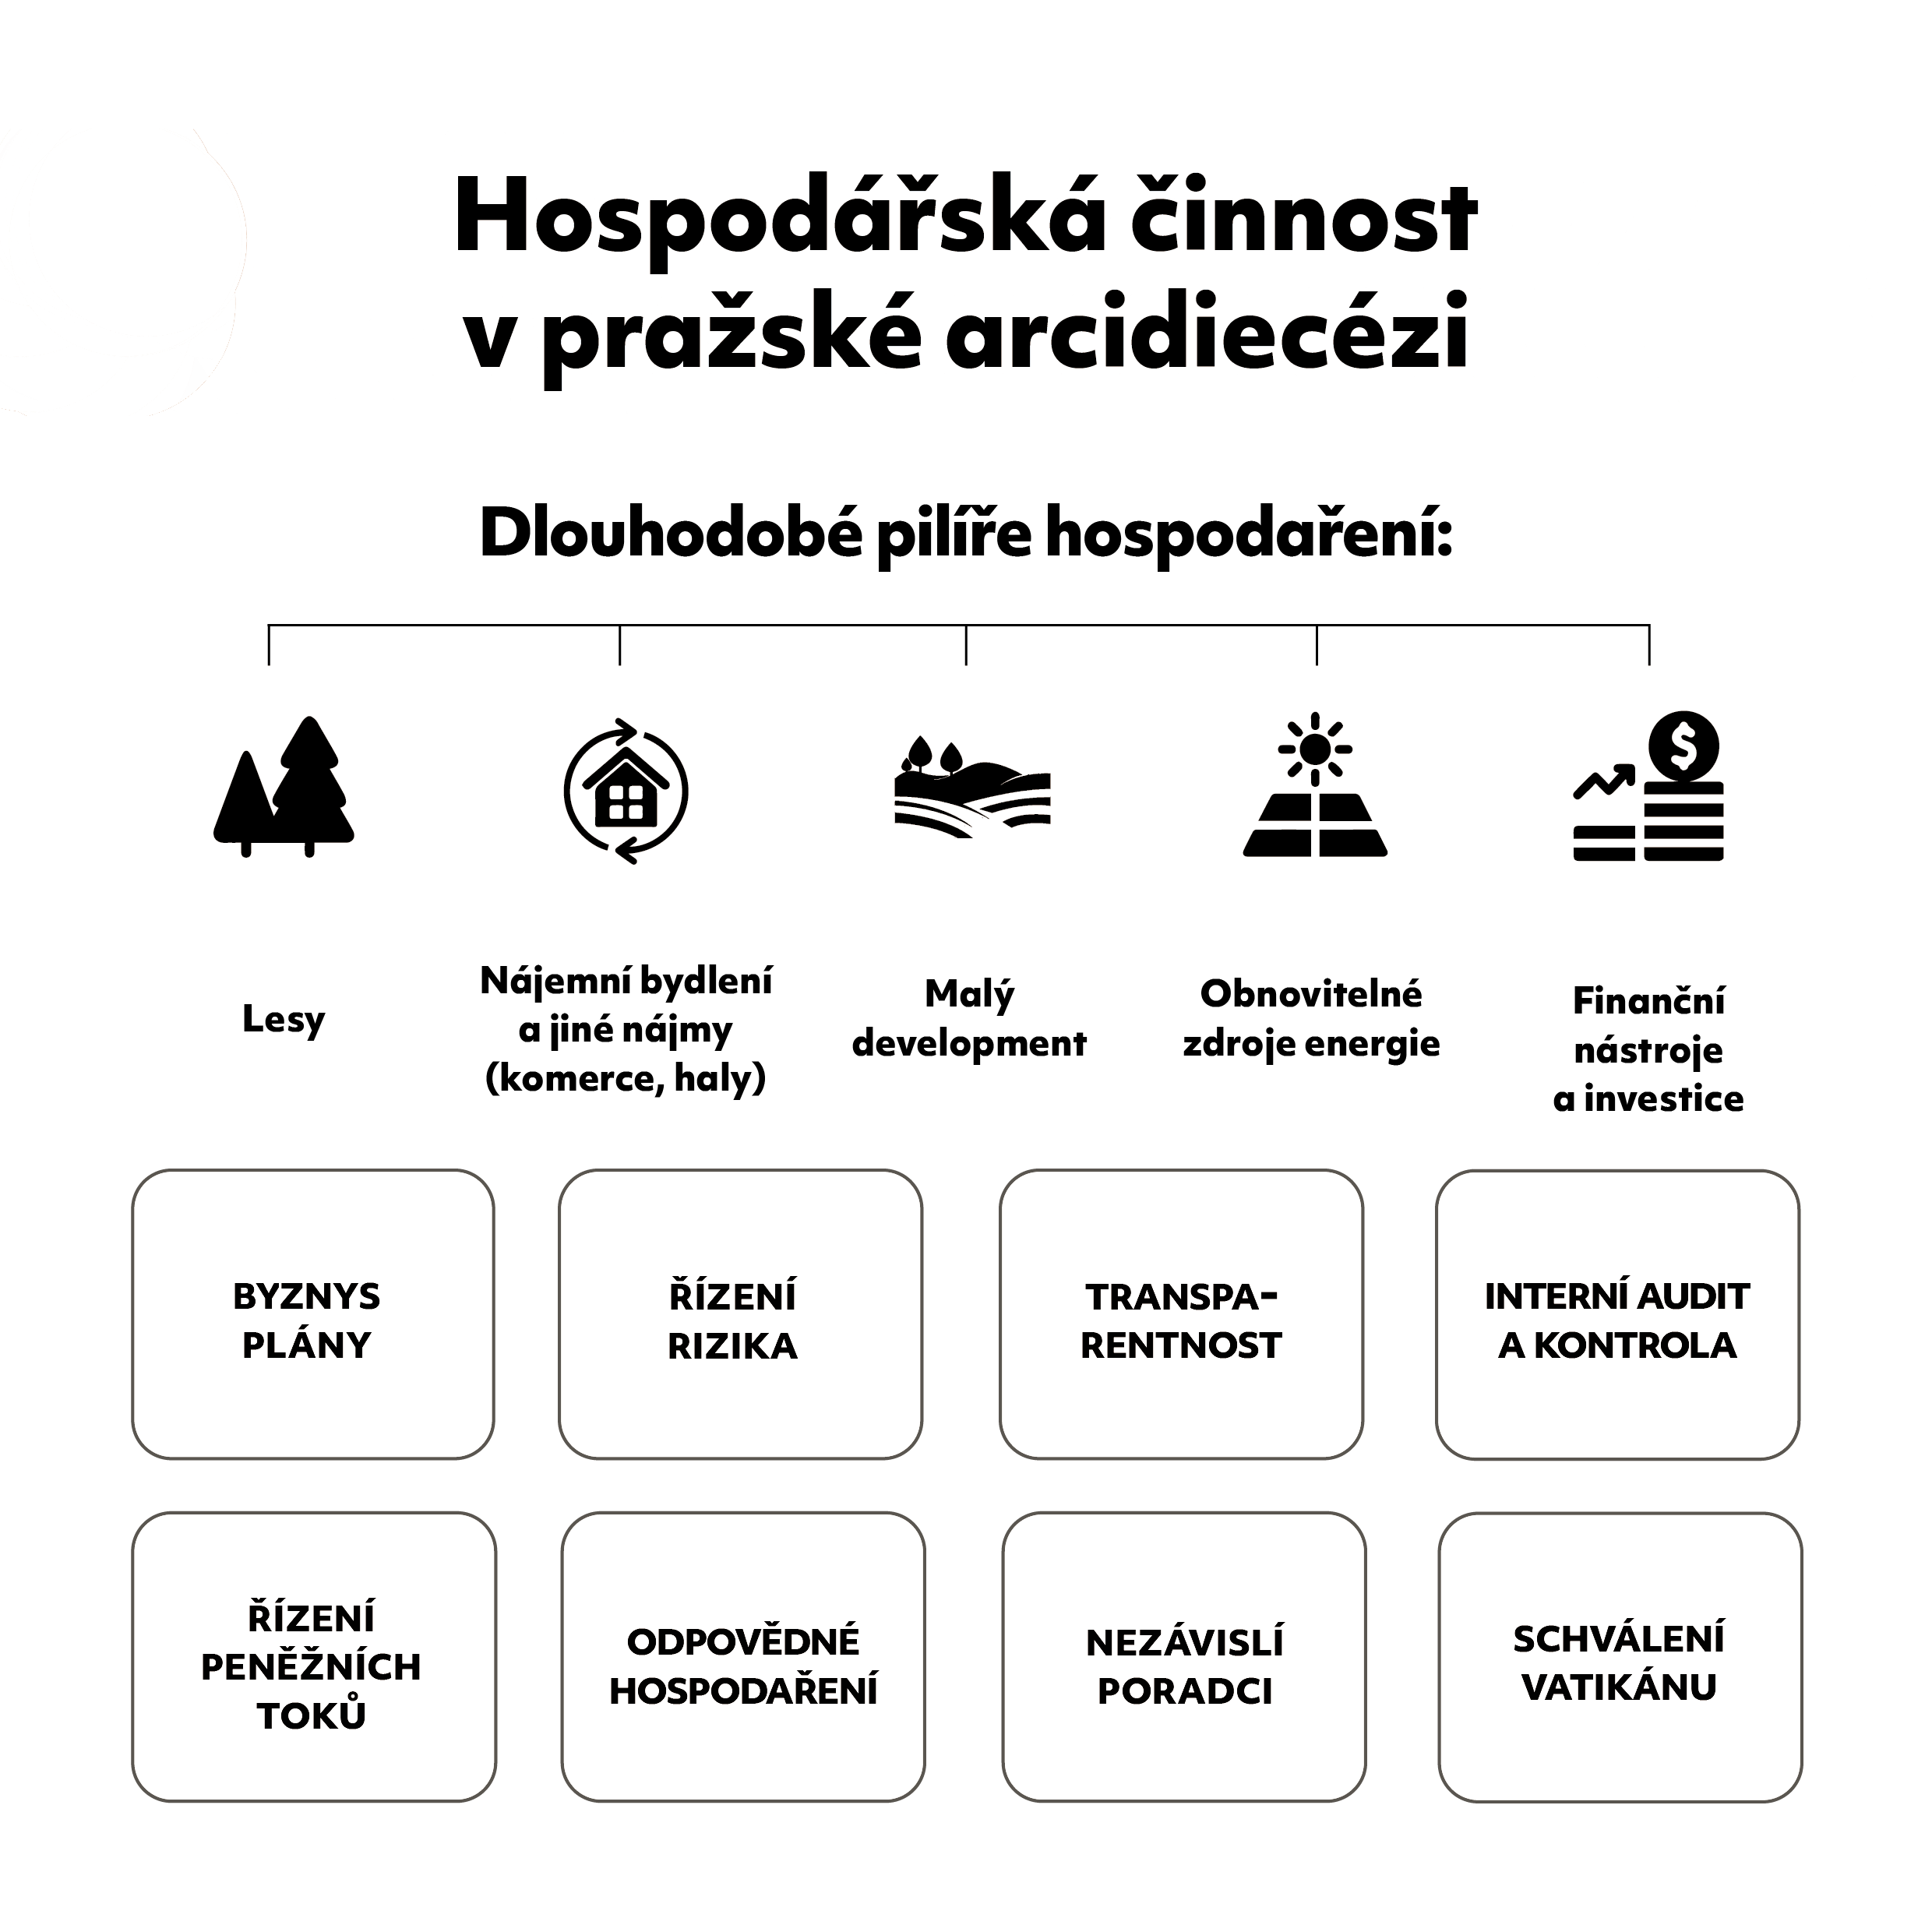 Hospodářská činnost
v pražské arcidiecézi
Dlouhodobé pilíře hospodaření:
Lesy
Nájemní bydlení
a jiné nájmy
(komerce, haly)
Malý
development
Obnovitelné
zdroje energie
Finanční
nástroje
a investice
BYZNYS
PLÁNY
ŘÍZENÍ
RIZIKA
TRANSPA-
RENTNOST
INTERNÍ AUDIT
A KONTROLA
ŘÍZENÍ
PENĚŽNÍCH
TOKŮ
ODPOVĚDNÉ
HOSPODAŘENÍ
NEZÁVISLÍ
PORADCI
SCHVÁLENÍ
VATIKÁNU